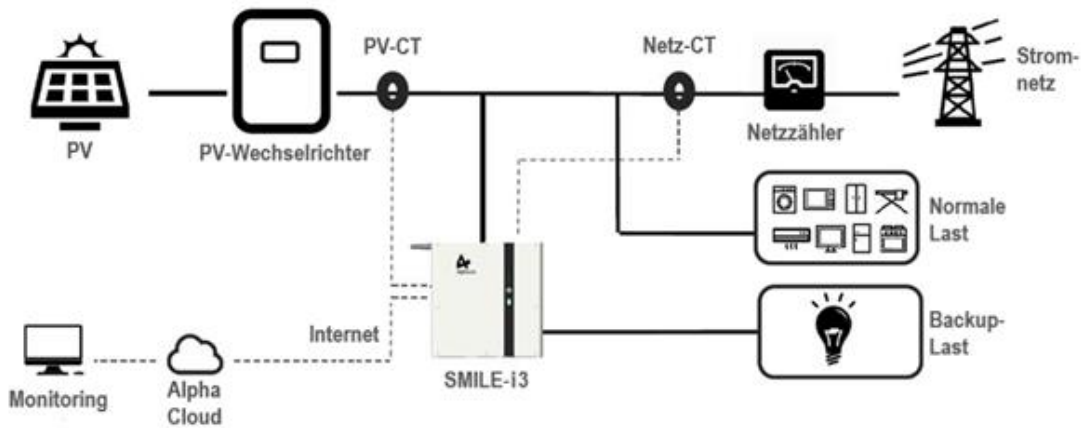 PV-CT
Netz-CT
Strom-
netz
PV
PV-Wechselrichter
Netzzähler
Normale
Last
Internet
Backup-
Last
SMILE-i3
Monitoring
Alpha
Cloud